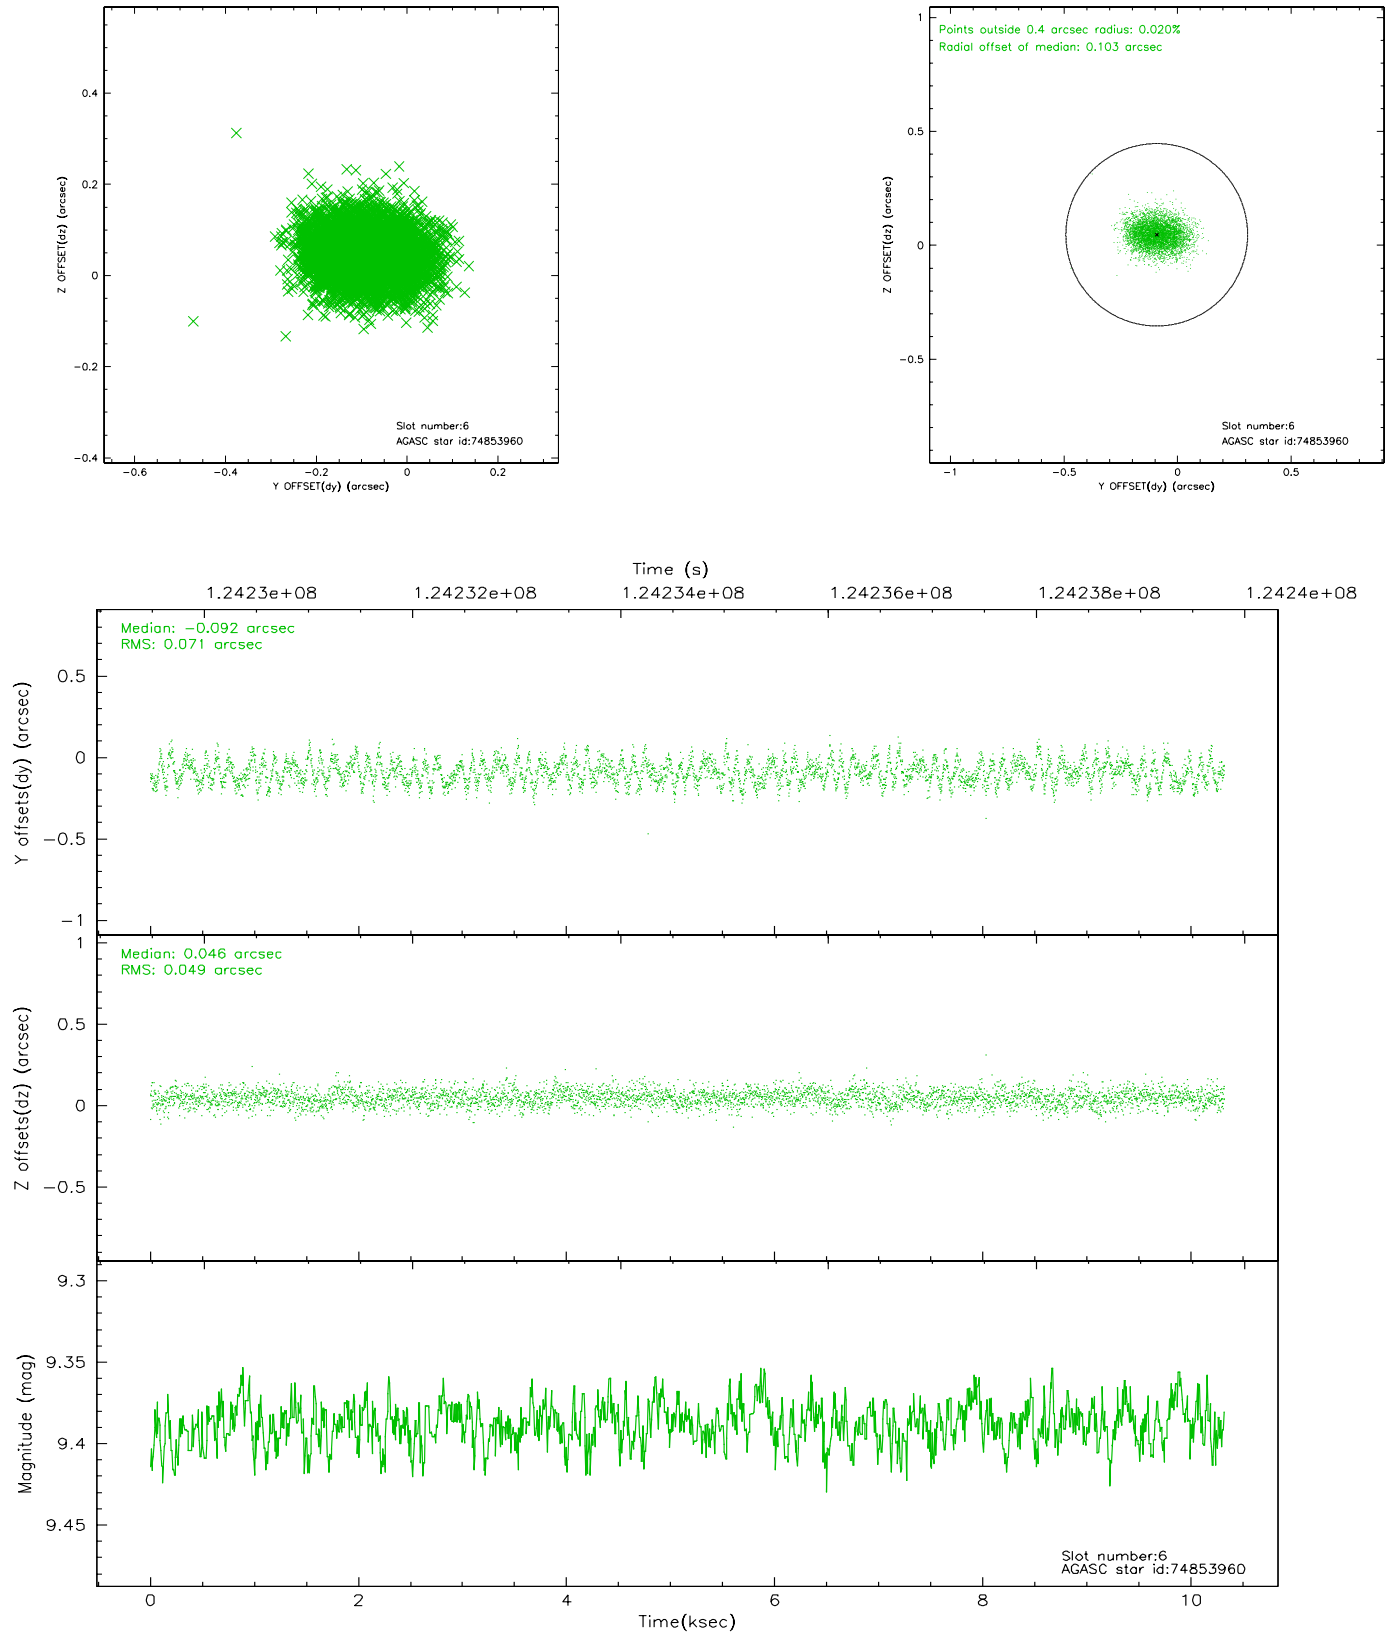 0.4
0.2
0
−0.2
−0.4
−0.6
−0.4
−0.2
0
0.2
Z OFFSET(dz) (arcsec)
Y OFFSET(dy) (arcsec)
Slot number:6
AGASC star id:74853960
Points outside 0.4 arcsec radius: 0.020%
Radial offset of median: 0.103 arcsec
1
0.5
0
−0.5
−1
−0.5
0
0.5
Z OFFSET(dz) (arcsec)
Y OFFSET(dy) (arcsec)
Slot number:6
AGASC star id:74853960
Time (s)
1.2423e+08
1.24232e+08
1.24234e+08
1.24236e+08
1.24238e+08
1.2424e+08
Median: −0.092 arcsec
RMS: 0.071 arcsec
0.5
0
−0.5
−1
Y offsets(dy) (arcsec)
Median: 0.046 arcsec
RMS: 0.049 arcsec
1
0.5
0
−0.5
Z offsets(dz) (arcsec)
9.3
9.35
9.4
9.45
Magnitude (mag)
Slot number:6
AGASC star id:74853960
0
2
4
6
8
10
Time(ksec)